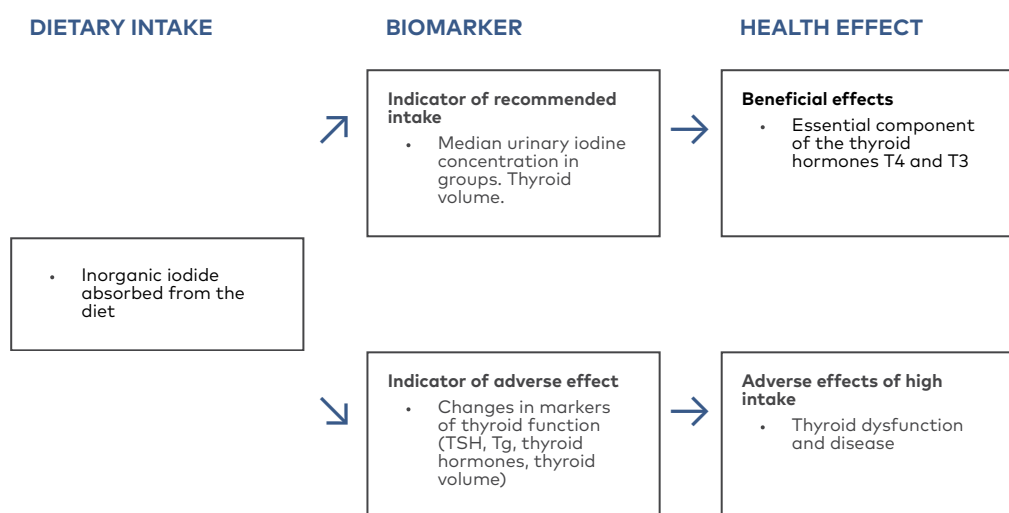 DIETARY INTAKE
BIOMARKER
HEALTH EFFECT
Indicator of recommended
intake
• Median urinary iodine
concentration in
groups. Thyroid
volume.
Beneficial effects
• Essential component
of the thyroid
hormones T4 and T3
• Inorganic iodide
absorbed from the
diet
Indicator of adverse effect
• Changes in markers
of thyroid function
(TSH, Tg, thyroid
hormones, thyroid
volume)
Adverse effects of high
intake
• Thyroid dysfunction
and disease